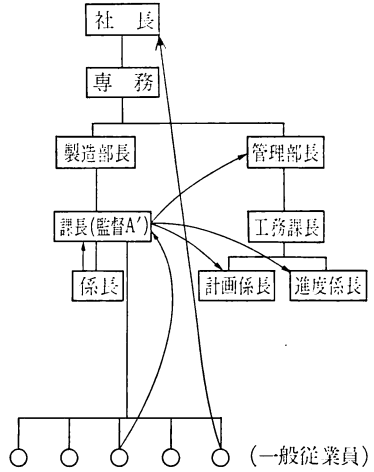 社長
専務
製造部長 管理部長
課長(監督A′) 工務課長
係長 計画係長 進度係長
(一般従業員)